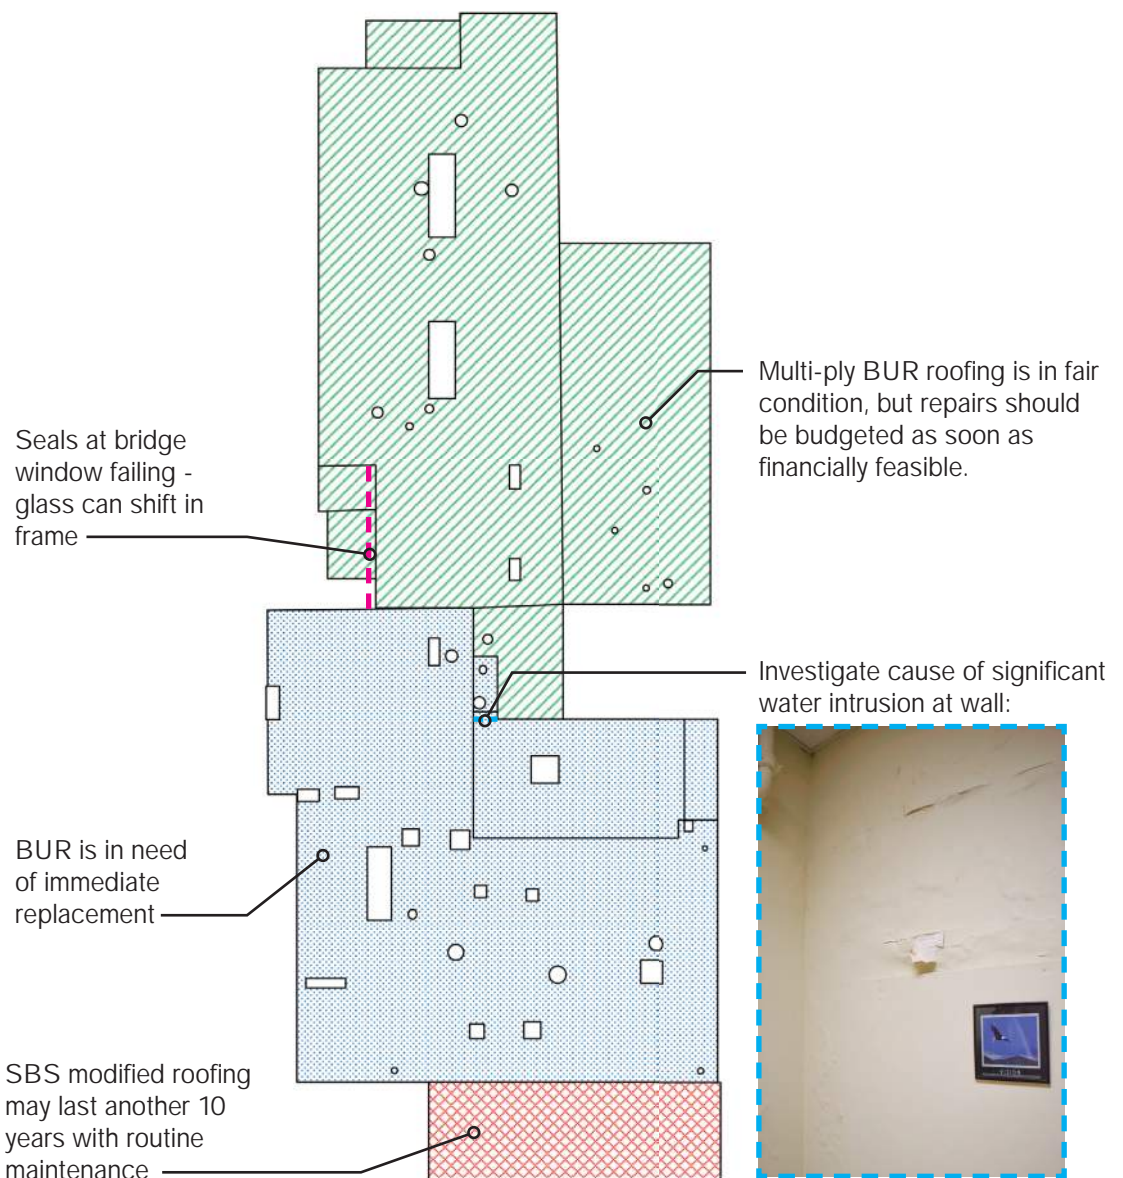 Multi-ply BUR roofing is in fair
condition, but repairs should
be budgeted as soon as
financially feasible.
Seals at bridge
window failing -
glass can shift in
frame
Investigate cause of significant
water intrusion at wall:
BUR is in need
of immediate
replacement
VISION
SBS modified roofing
may last another 10
years with routine
maintenance